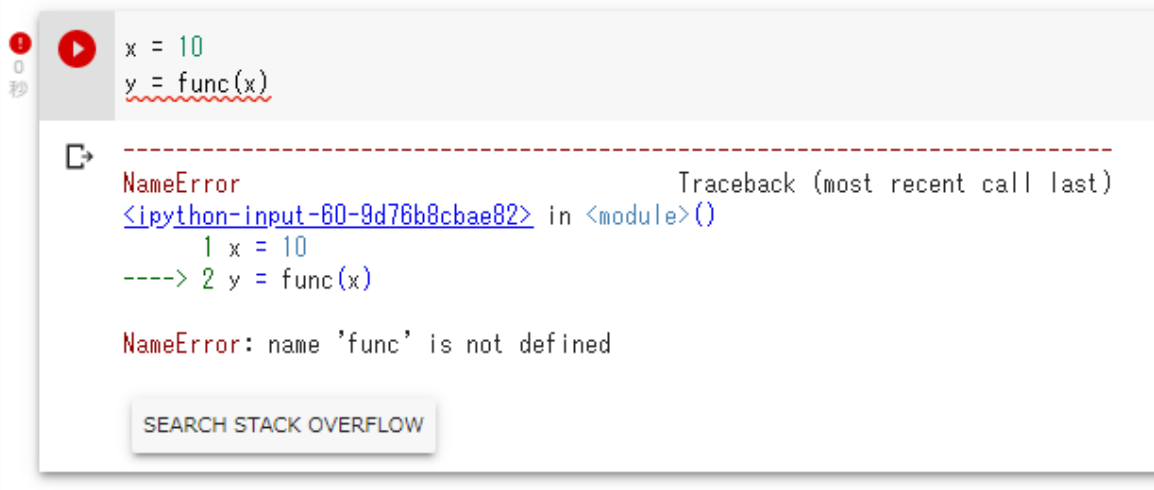 x = 10
y = func(x)
0
秒
---------------------------------------------------------------------------
NameError                                 Traceback (most recent call last)
<ipython-input-60-9d76b8cbae82> in <module>()
      1 x = 10
----> 2 y = func(x)

NameError: name 'func' is not defined
SEARCH STACK OVERFLOW